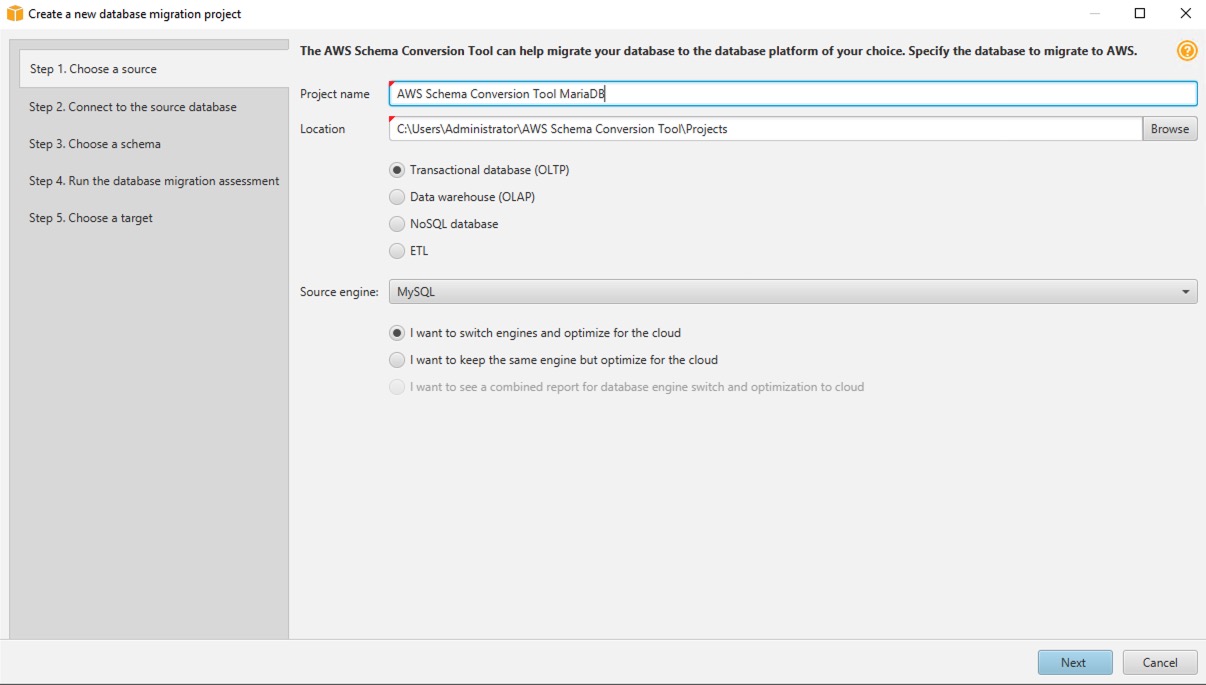 Create a new database migration project
Step 1. Choose a source
Step 2. Connect to the source database
Step 3. Choose a schema
Step 4. Run the database migration assessment
Step 5. Choose a target
The AWS Schema Conversion Tool can help migrate your database to the database platform of your choice. Specify the database to migrate to AWS.
?
Project name AWS Schema Conversion Tool MariaDB
Location C:\Users\Administrator\AWS Schema Conversion Tool\Projects Browse
Transactional database (OLTP)
Data warehouse (OLAP)
NoSQL database
ETL
Source engine: MySQL
I want to switch engines and optimize for the cloud
I want to keep the same engine but optimize for the cloud
I want to see a combined report for database engine switch and optimization to cloud
Next Cancel